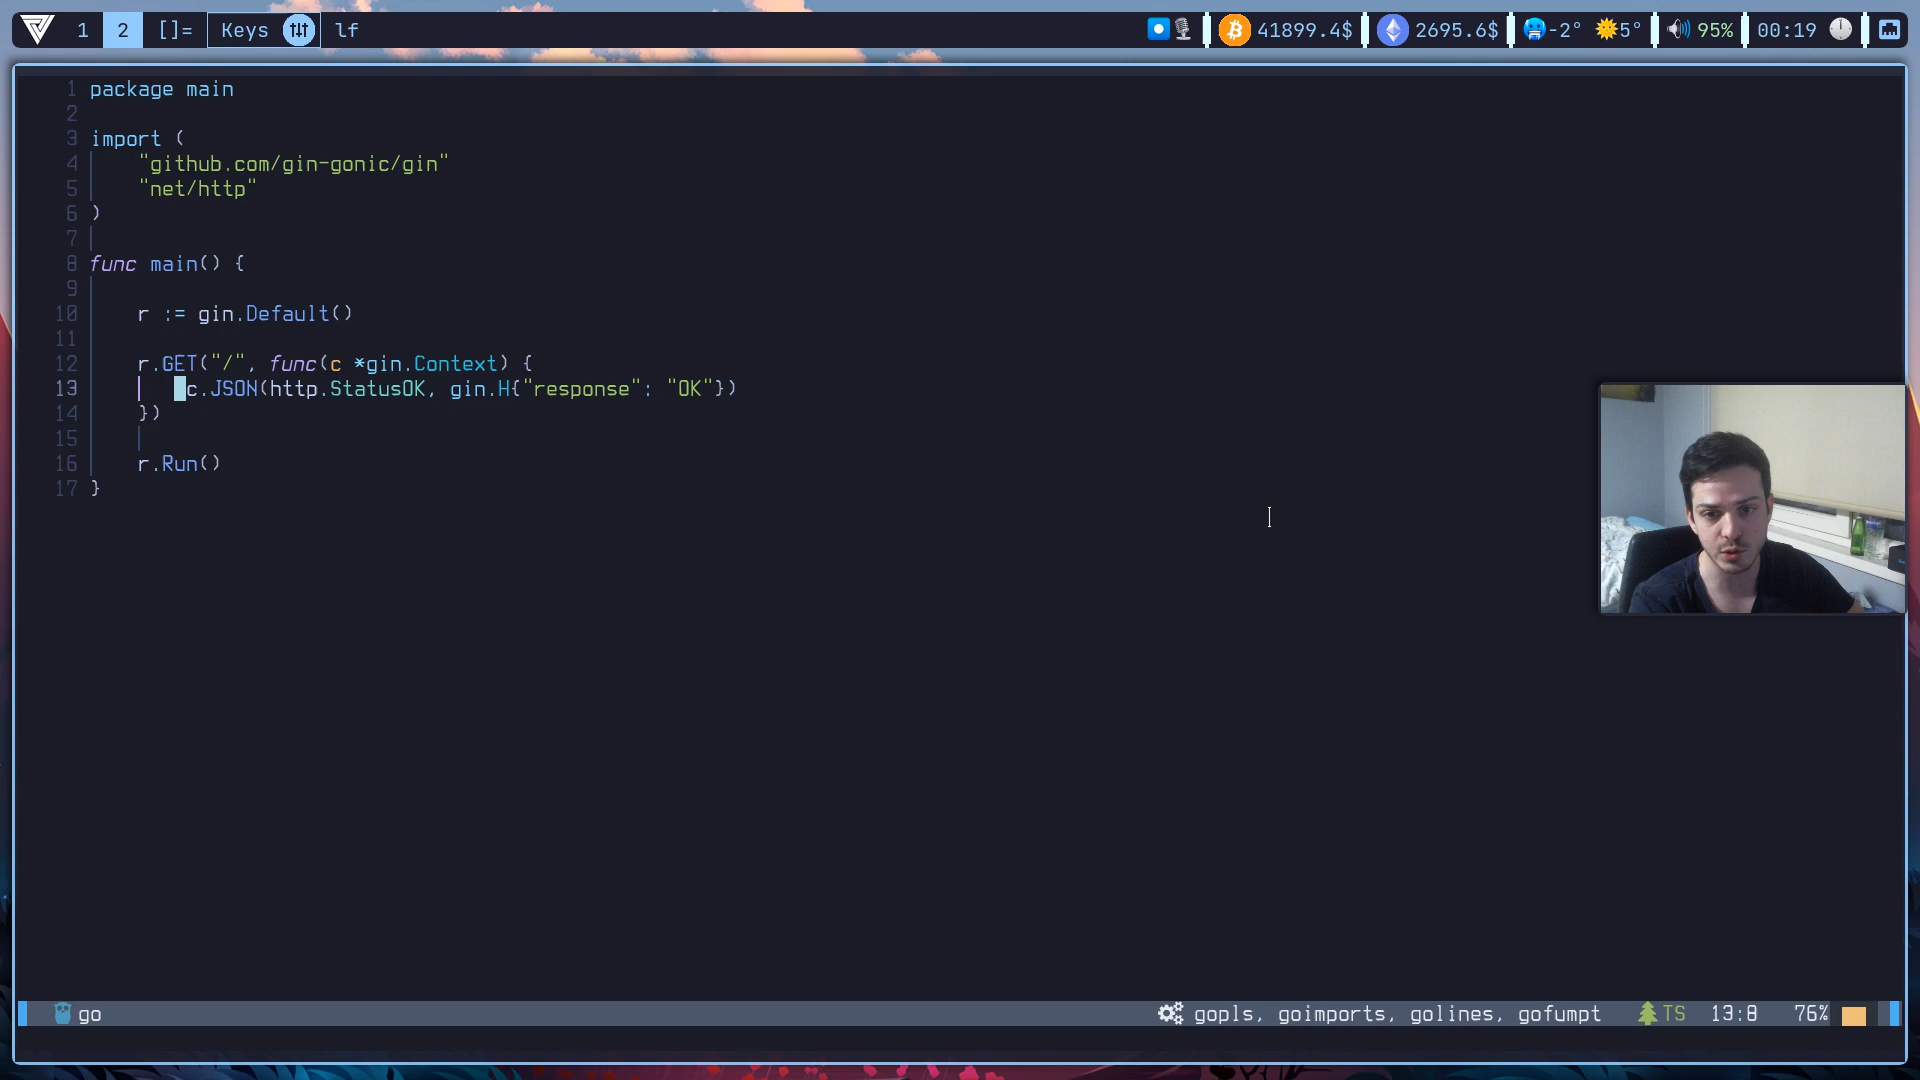 1 2 []= Keys lf 41899.4$ 2695.6$ -2° 5° 95% 00:19
1 package main
2
3 import (
4 "github.com/gin-gonic/gin"
5 "net/http"
6 )
7
8 func main() {
9
10 r := gin.Default()
11
12 r.GET("/", func(c *gin.Context) {
13 c.JSON(http.StatusOK, gin.H{"response": "OK"})
14 })
15
16 r.Run()
17 }
go gopls, goimports, golines, gofumpt TS 13:8 76%